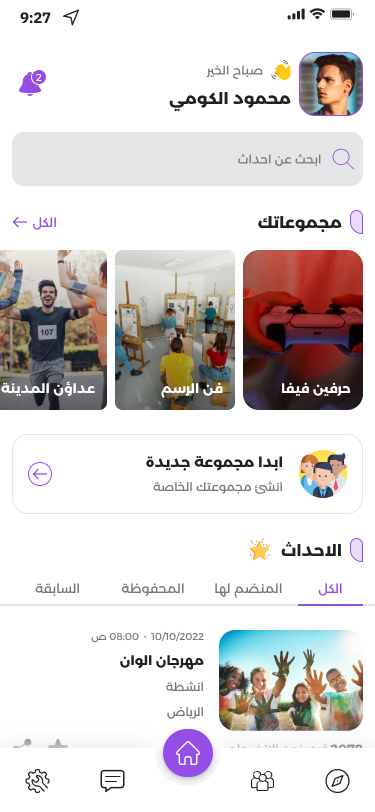 9:27
صباح الخير
محمود الكومي
2
ابحث عن احداث
مجموعاتك
الكل
حرفين فيفا
فن الرسم
107
عداؤن المدينة
ابدا مجموعة جديدة
انشئ مجموعتك الخاصة
الاحداث
الكل
المنضم لها
المحفوظة
السابقة
10/10/2022 - 08:00 ص
مهرجان الوان
انشطة
الرياض